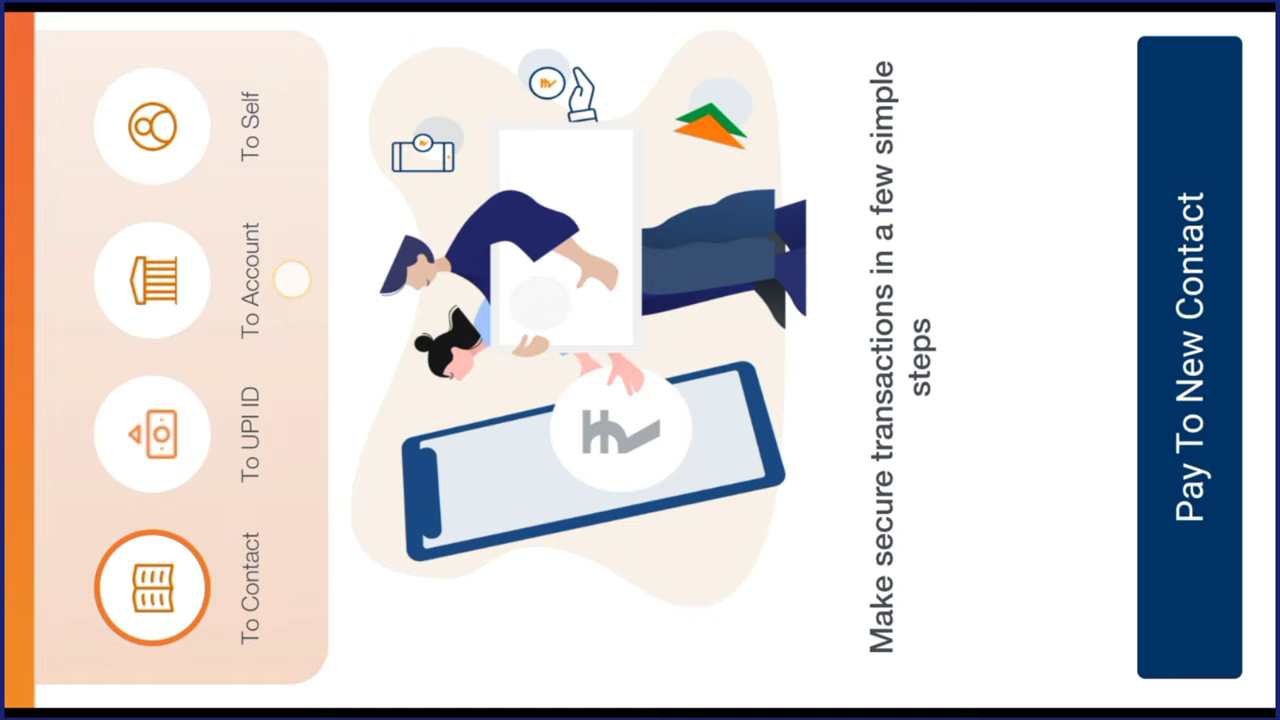 To Contact
To UPI ID
To Account
To Self
Make secure transactions in a few simple
steps
Pay To New Contact